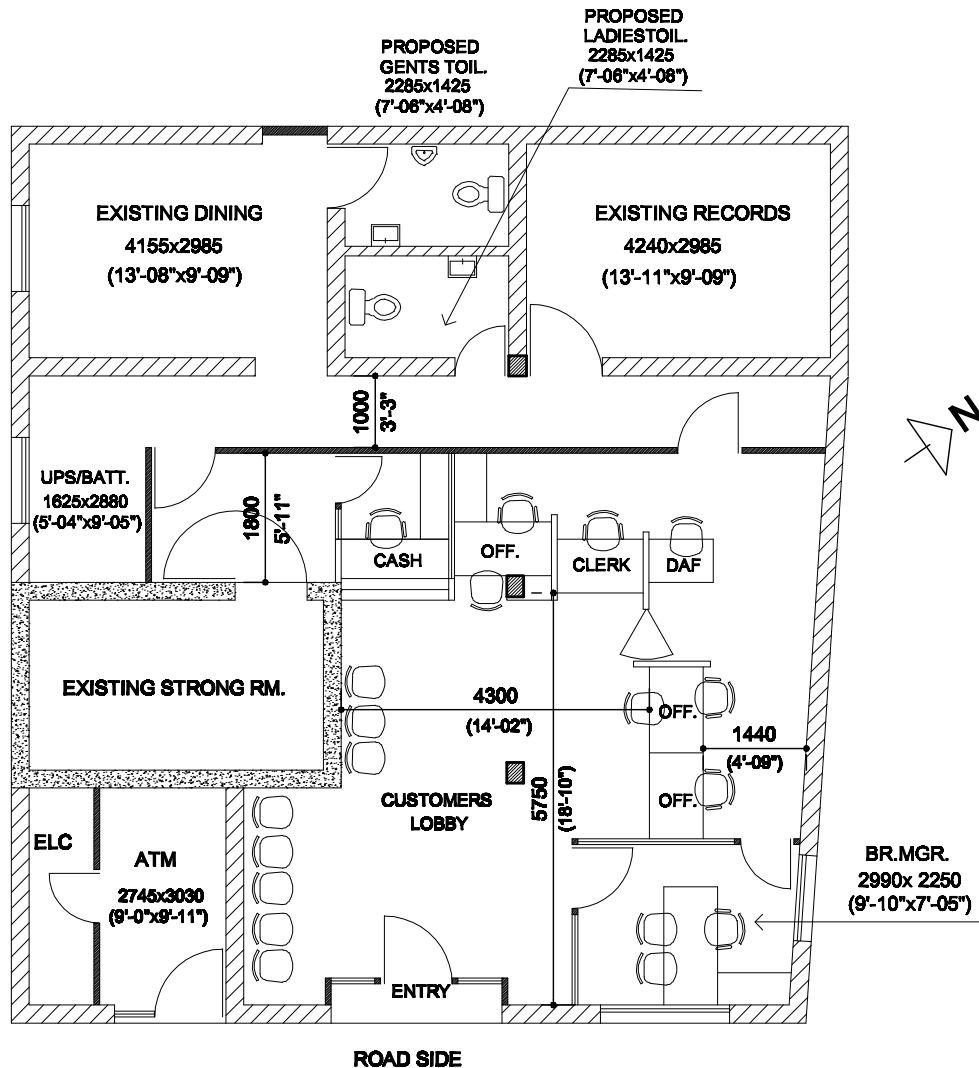 PROPOSED
LADIESTOIL.
2285x1425
(7'-06"x4'-08")
PROPOSED
GENTS TOIL.
2285x1425
(7'-06"x4'-08")
EXISTING DINING
4155x2985
(13'-08"x9'-09")
EXISTING RECORDS
4240x2985
(13'-11"x9'-09")
N
1000
3'-3"
UPS/BATT.
1625x2880
(5'-04"x9'-05")
1800
5'-11"
CASH
OFF.
CLERK
DAF
EXISTING STRONG RM.
4300
(14'-02")
OFF.
1440
(4'-09")
5750
(18'-10")
OFF.
CUSTOMERS
LOBBY
ELC
ATM
2745x3030
(9'-0"x9'-11")
BR.MGR.
2990x 2250
(9'-10"x7'-05")
ENTRY
ROAD SIDE